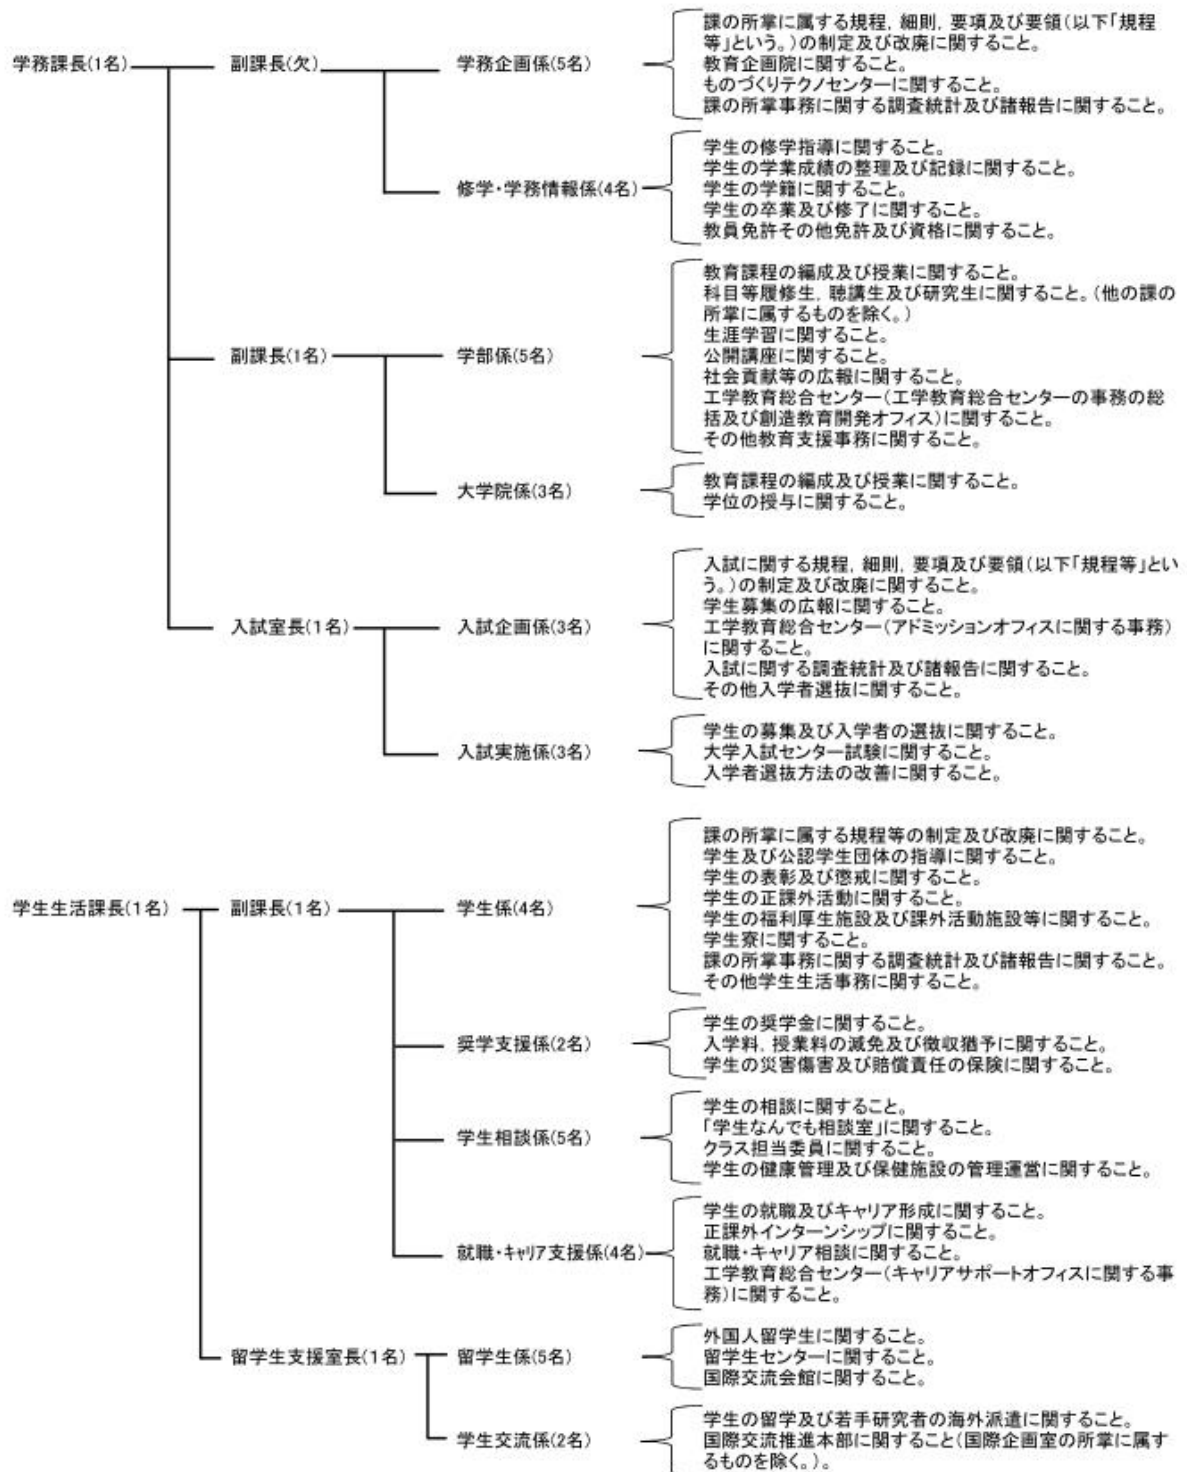 学務課長(1名)
副課長(欠)
学務企画係(5名)
課の所掌に属する規程，細則，要項及び要領(以下「規程
等」という。)の制定及び改廃に関すること。
教育企画院に関すること。
ものづくりテクノセンターに関すること。
課の所掌事務に関する調査統計及び諸報告に関すること。
修学・学務情報係(4名)
学生の修学指導に関すること。
学生の学業成績の整理及び記録に関すること。
学生の学籍に関すること。
学生の卒業及び修了に関すること。
教員免許その他免許及び資格に関すること。
副課長(1名)
学部係(5名)
教育課程の編成及び授業に関すること。
科目等履修生，聴講生及び研究生に関すること。(他の課の
所掌に属するものを除く。)
生涯学習に関すること。
公開講座に関すること。
社会貢献等の広報に関すること。
工学教育総合センター(工学教育総合センターの事務の総
括及び創造教育開発オフィス)に関すること。
その他教育支援事務に関すること。
大学院係(3名)
教育課程の編成及び授業に関すること。
学位の授与に関すること。
入試室長(1名)
入試企画係(3名)
入試に関する規程，細則，要項及び要領(以下「規程等」とい
う。)の制定及び改廃に関すること。
学生募集の広報に関すること。
工学教育総合センター(アドミッションオフィスに関する事務)
に関すること。
入試に関する調査統計及び諸報告に関すること。
その他入学者選抜に関すること。
入試実施係(3名)
学生の募集及び入学者の選抜に関すること。
大学入試センター試験に関すること。
入学者選抜方法の改善に関すること。
学生生活課長(1名)
副課長(1名)
学生係(4名)
課の所掌に属する規程等の制定及び改廃に関すること。
学生及び公認学生団体の指導に関すること。
学生の表彰及び懲戒に関すること。
学生の正課外活動に関すること。
学生の福利厚生施設及び課外活動施設等に関すること。
学生寮に関すること。
課の所掌事務に関する調査統計及び諸報告に関すること。
その他学生生活事務に関すること。
奨学支援係(2名)
学生の奨学金に関すること。
入学料，授業料の減免及び徴収猶予に関すること。
学生の災害傷害及び賠償責任の保険に関すること。
学生相談係(5名)
学生の相談に関すること。
「学生なんでも相談室」に関すること。
クラス担当委員に関すること。
学生の健康管理及び保健施設の管理運営に関すること。
就職・キャリア支援係(4名)
学生の就職及びキャリア形成に関すること。
正課外インターンシップに関すること。
就職・キャリア相談に関すること。
工学教育総合センター(キャリアサポートオフィスに関する事
務)に関すること。
留学生支援室長(1名)
留学生係(5名)
外国人留学生に関すること。
留学生センターに関すること。
国際交流会館に関すること。
学生交流係(2名)
学生の留学及び若手研究者の海外派遣に関すること。
国際交流推進本部に関すること(国際企画室の所掌に属す
るものを除く。)。